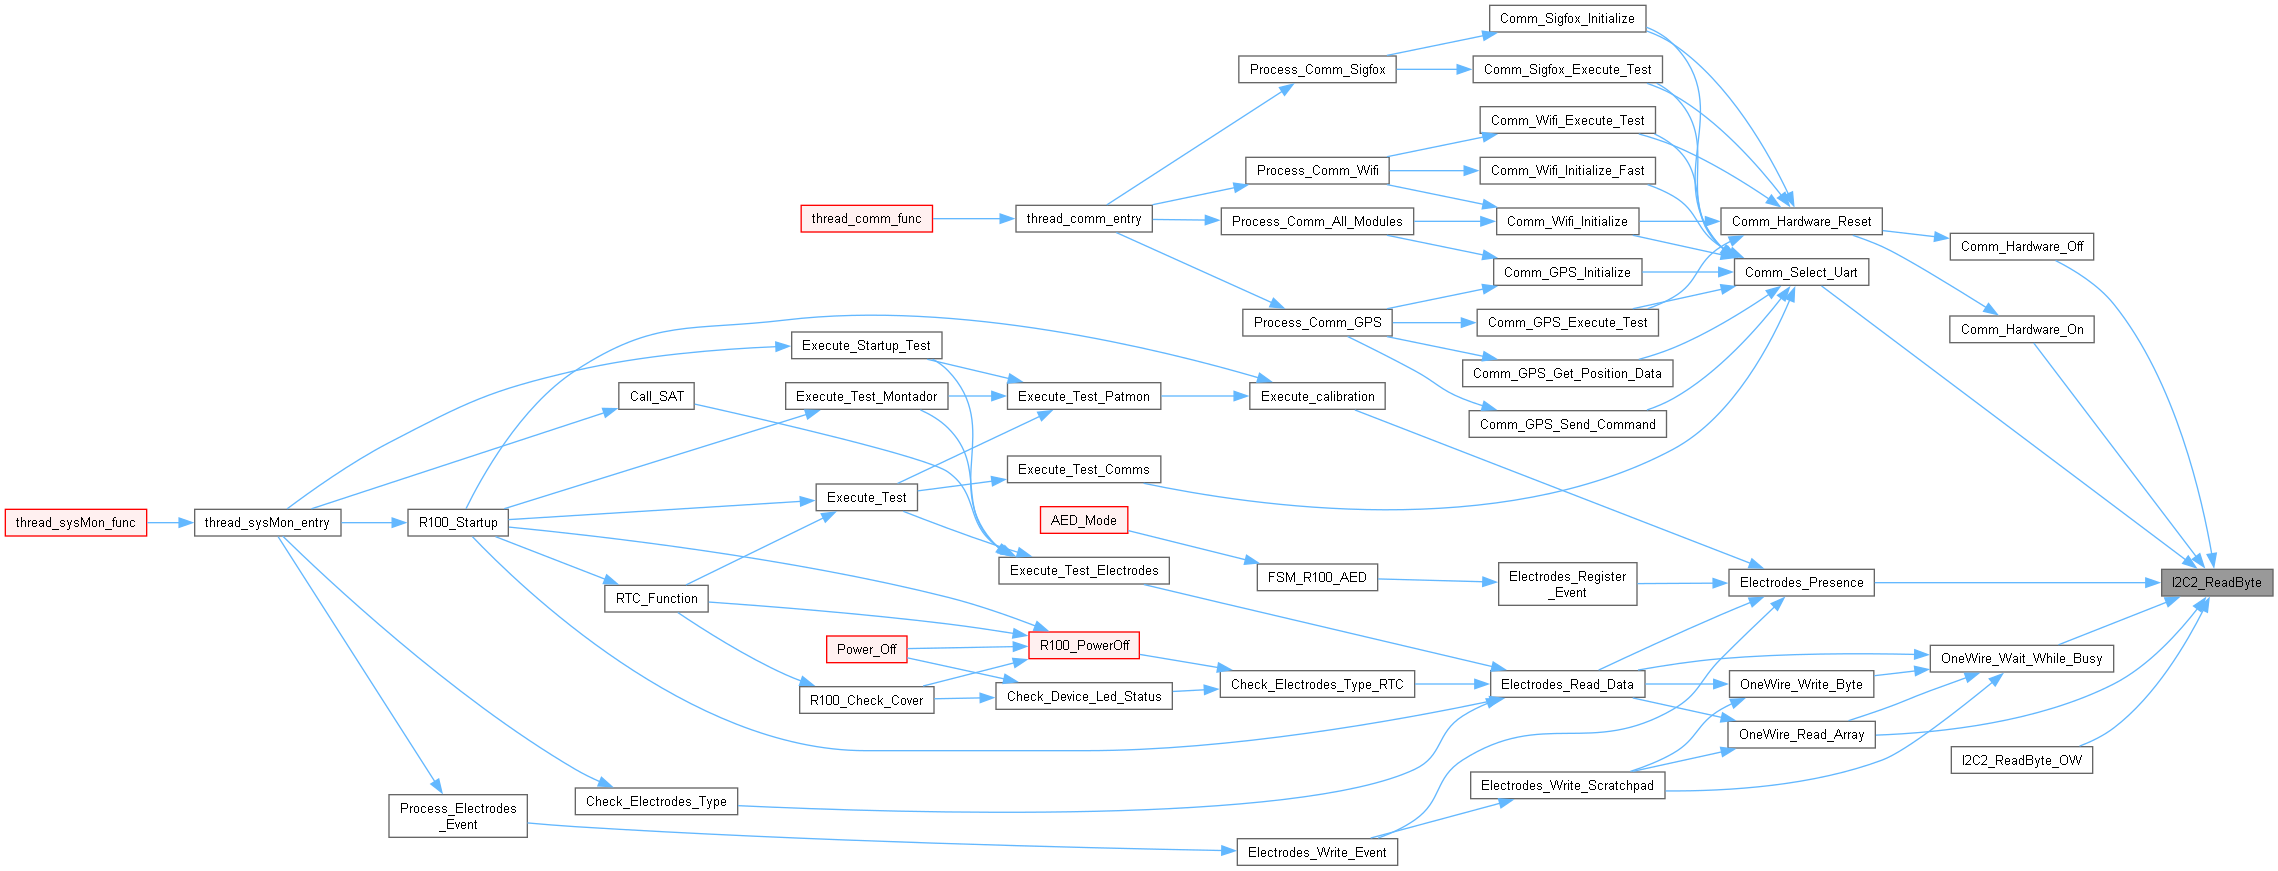 Comm_Sigfox_Initialize
Process_Comm_Sigfox
Comm_Sigfox_Execute_Test
Comm_Wifi_Execute_Test
Process_Comm_Wifi
Comm_Wifi_Initialize_Fast
thread_comm_func
thread_comm_entry
Process_Comm_All_Modules
Comm_Wifi_Initialize
Comm_Hardware_Reset
Comm_Hardware_Off
Comm_GPS_Initialize
Comm_Select_Uart
Process_Comm_GPS
Comm_GPS_Execute_Test
Comm_Hardware_On
Execute_Startup_Test
Comm_GPS_Get_Position_Data
Call_SAT
Execute_Test_Montador
Execute_Test_Patmon
Execute_calibration
Comm_GPS_Send_Command
Execute_Test_Comms
Execute_Test
thread_sysMon_func
thread_sysMon_entry
R100_Startup
AED_Mode
Execute_Test_Electrodes
FSM_R100_AED
Electrodes_Register
_Event
Electrodes_Presence
I2C2_ReadByte
RTC_Function
Power_Off
R100_PowerOff
OneWire_Wait_While_Busy
R100_Check_Cover
Check_Device_Led_Status
Check_Electrodes_Type_RTC
Electrodes_Read_Data
OneWire_Write_Byte
OneWire_Read_Array
I2C2_ReadByte_OW
Electrodes_Write_Scratchpad
Check_Electrodes_Type
Process_Electrodes
_Event
Electrodes_Write_Event